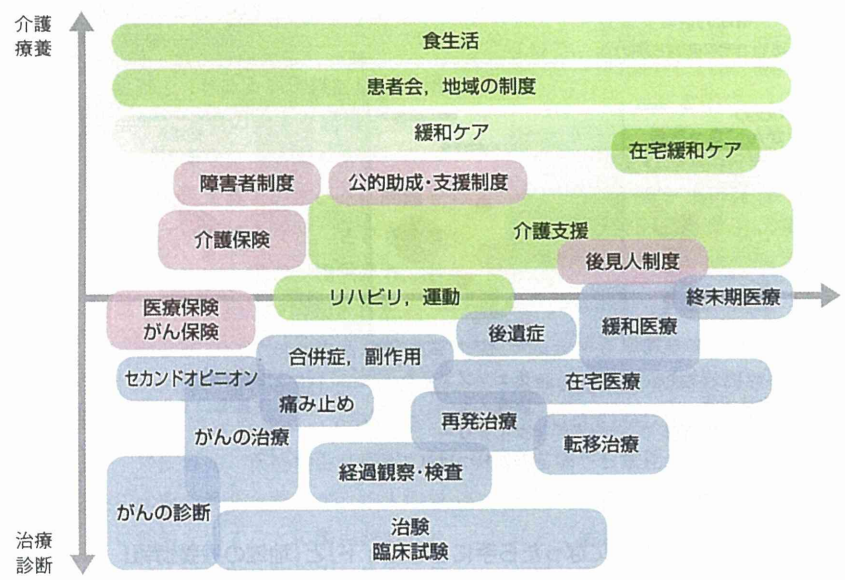 介護
療養
食生活
患者会，地域の制度
緩和ケア
在宅緩和ケア
障害者制度
公的助成・支援制度
介護保険
介護支援
後見人制度
医療保険
がん保険
リハビリ，運動
終末期医療
後遺症
緩和医療
合併症，副作用
セカンドオピニオン
在宅医療
痛み止め
がんの治療
再発治療
転移治療
経過観察・検査
がんの診断
治験
臨床試験
治療
診断